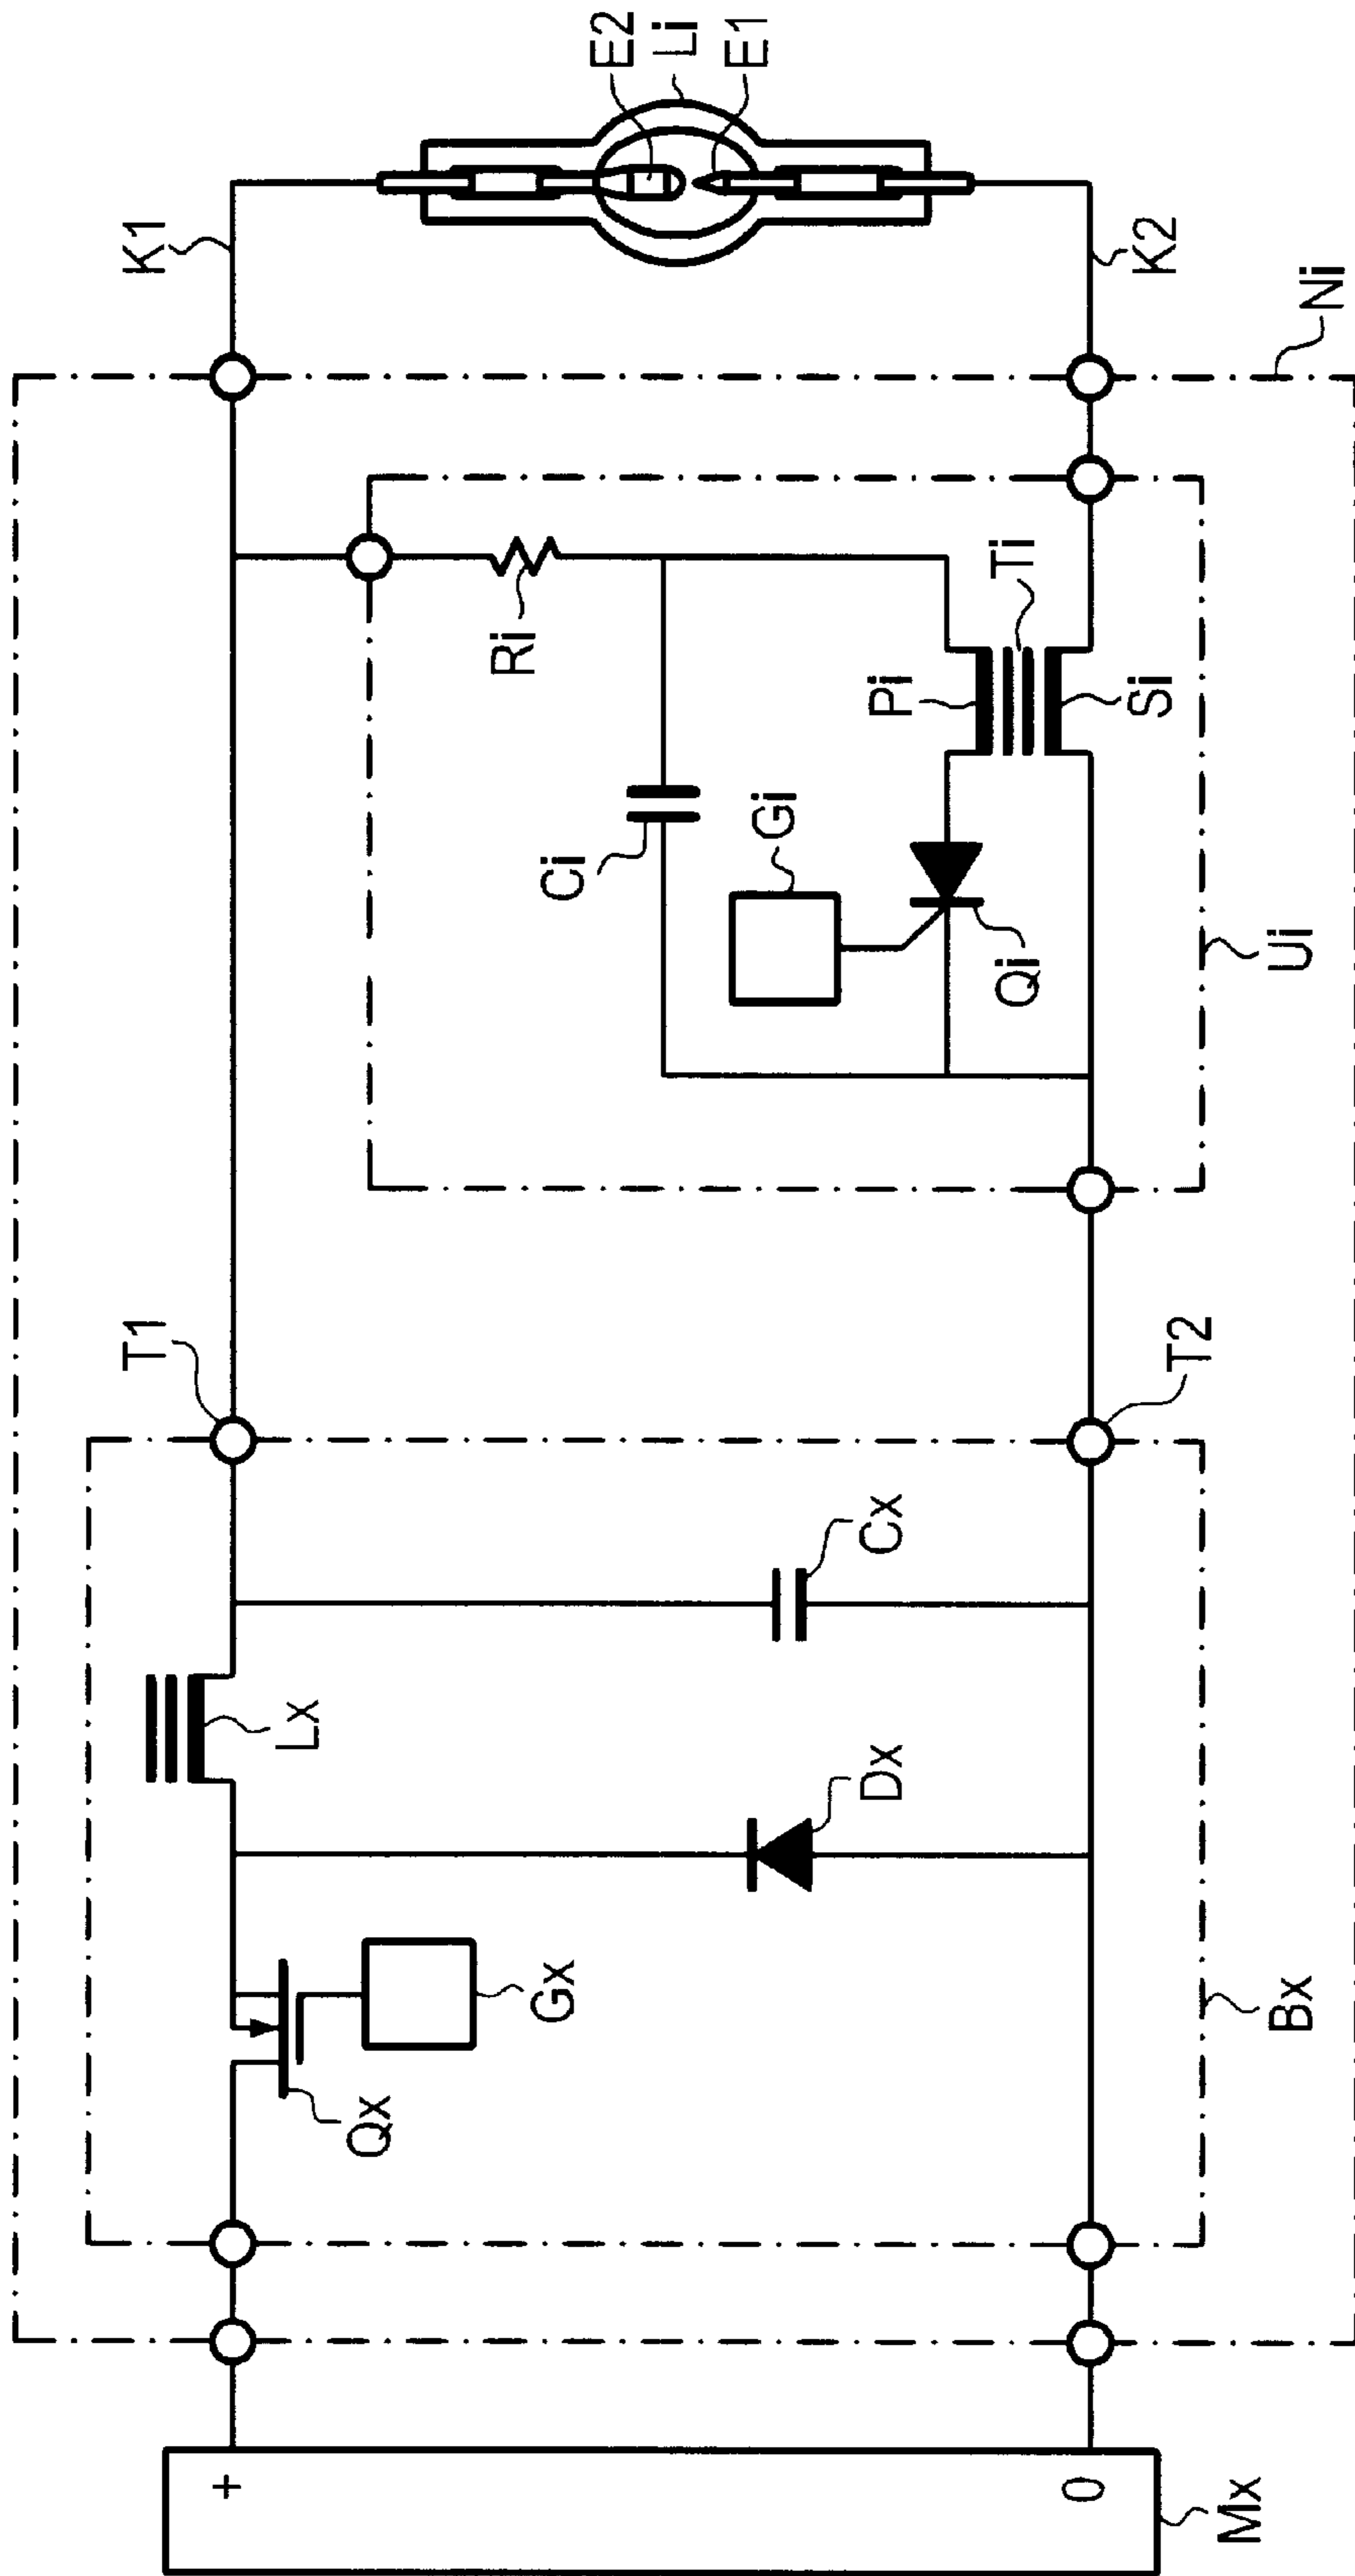 K1
E2
Li
E1
K2
Ni
Ri
Ti
Pi
Si
Ci
Gi
Qi
Ui
T1
T2
Lx
Cx
Dx
Gx
Qx
Bx
+
0
Mx